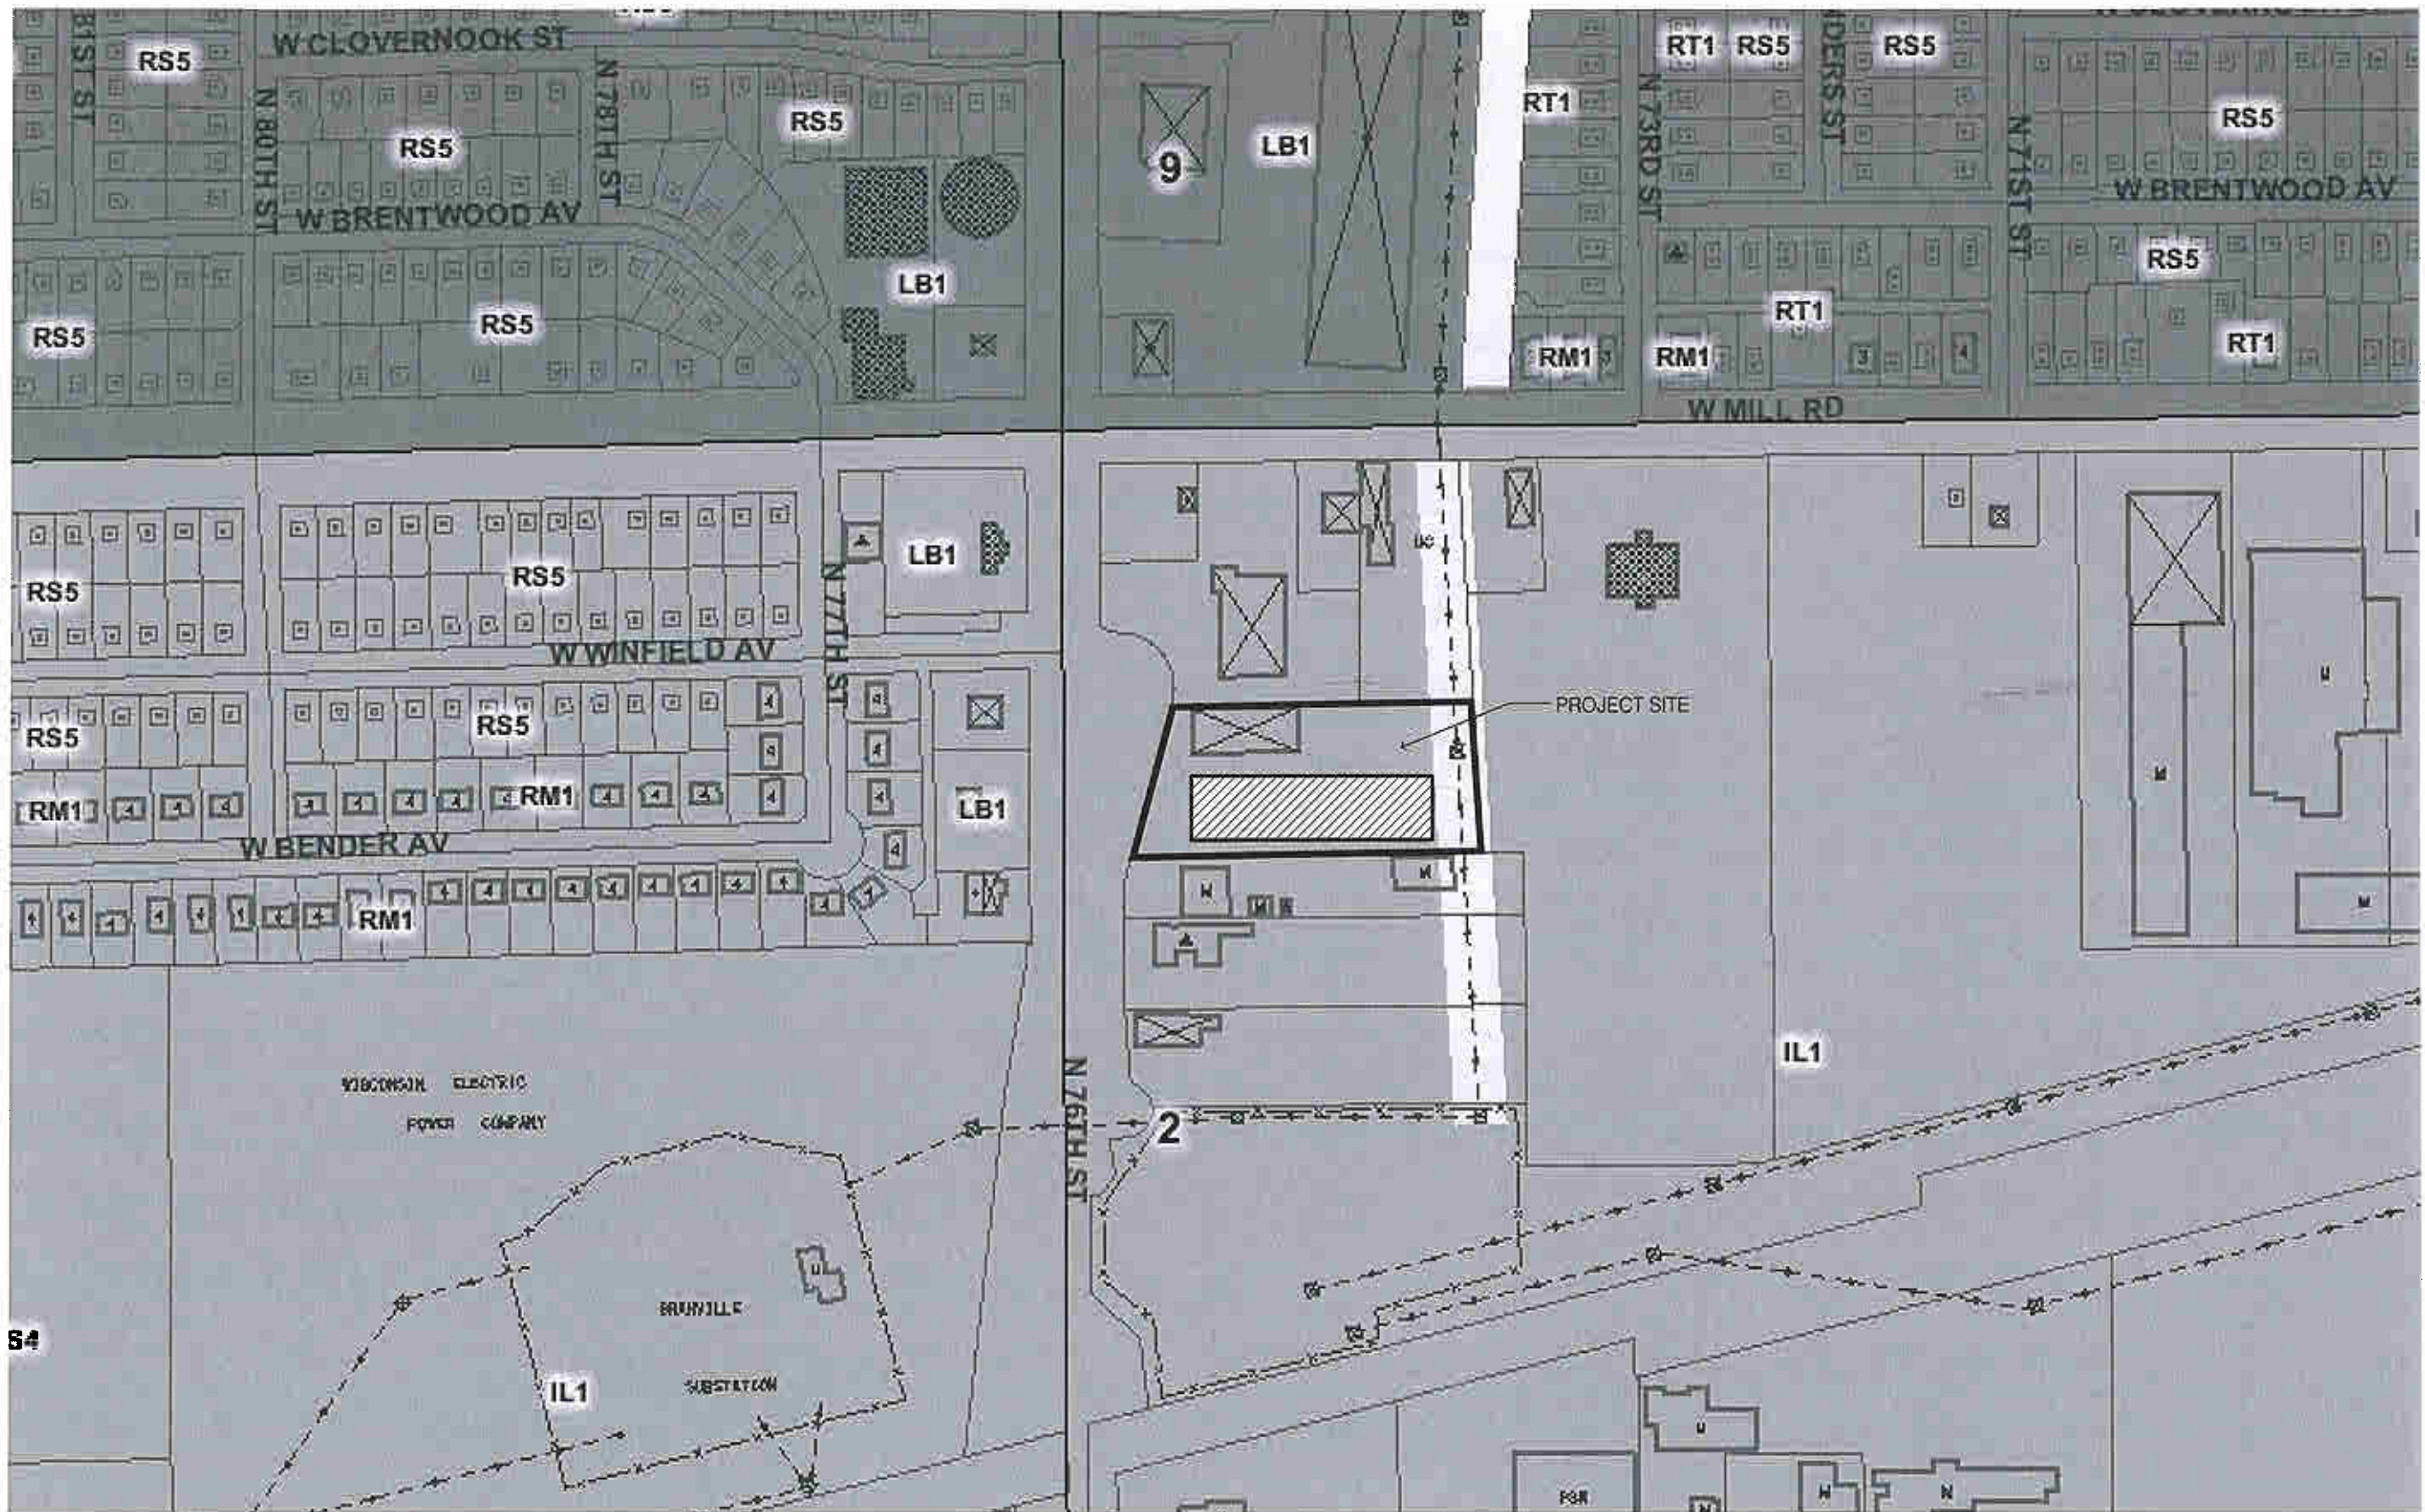 W CLOVERNOOK ST
81ST ST
RS5
N 80TH ST
RS5
N 78TH ST
RS5
W BRENTWOOD AV
9
LB1
RT1
RT1
RS5
RS5
N 73RD ST
N 71ST ST
RS5
W BRENTWOOD AV
LB1
RS5
RS5
RS5
RT1
RM1
RM1
RT1
W MILL RD
RS5
RS5
LB1
N 77TH ST
W WINFIELD AV
RS5
RS5
PROJECT SITE
RM1
RM1
LB1
W BENDER AV
RM1
IL1
WISCONSIN ELECTRIC
POWER COMPANY
N 76TH ST
2
S4
IL1
SUBSTATION